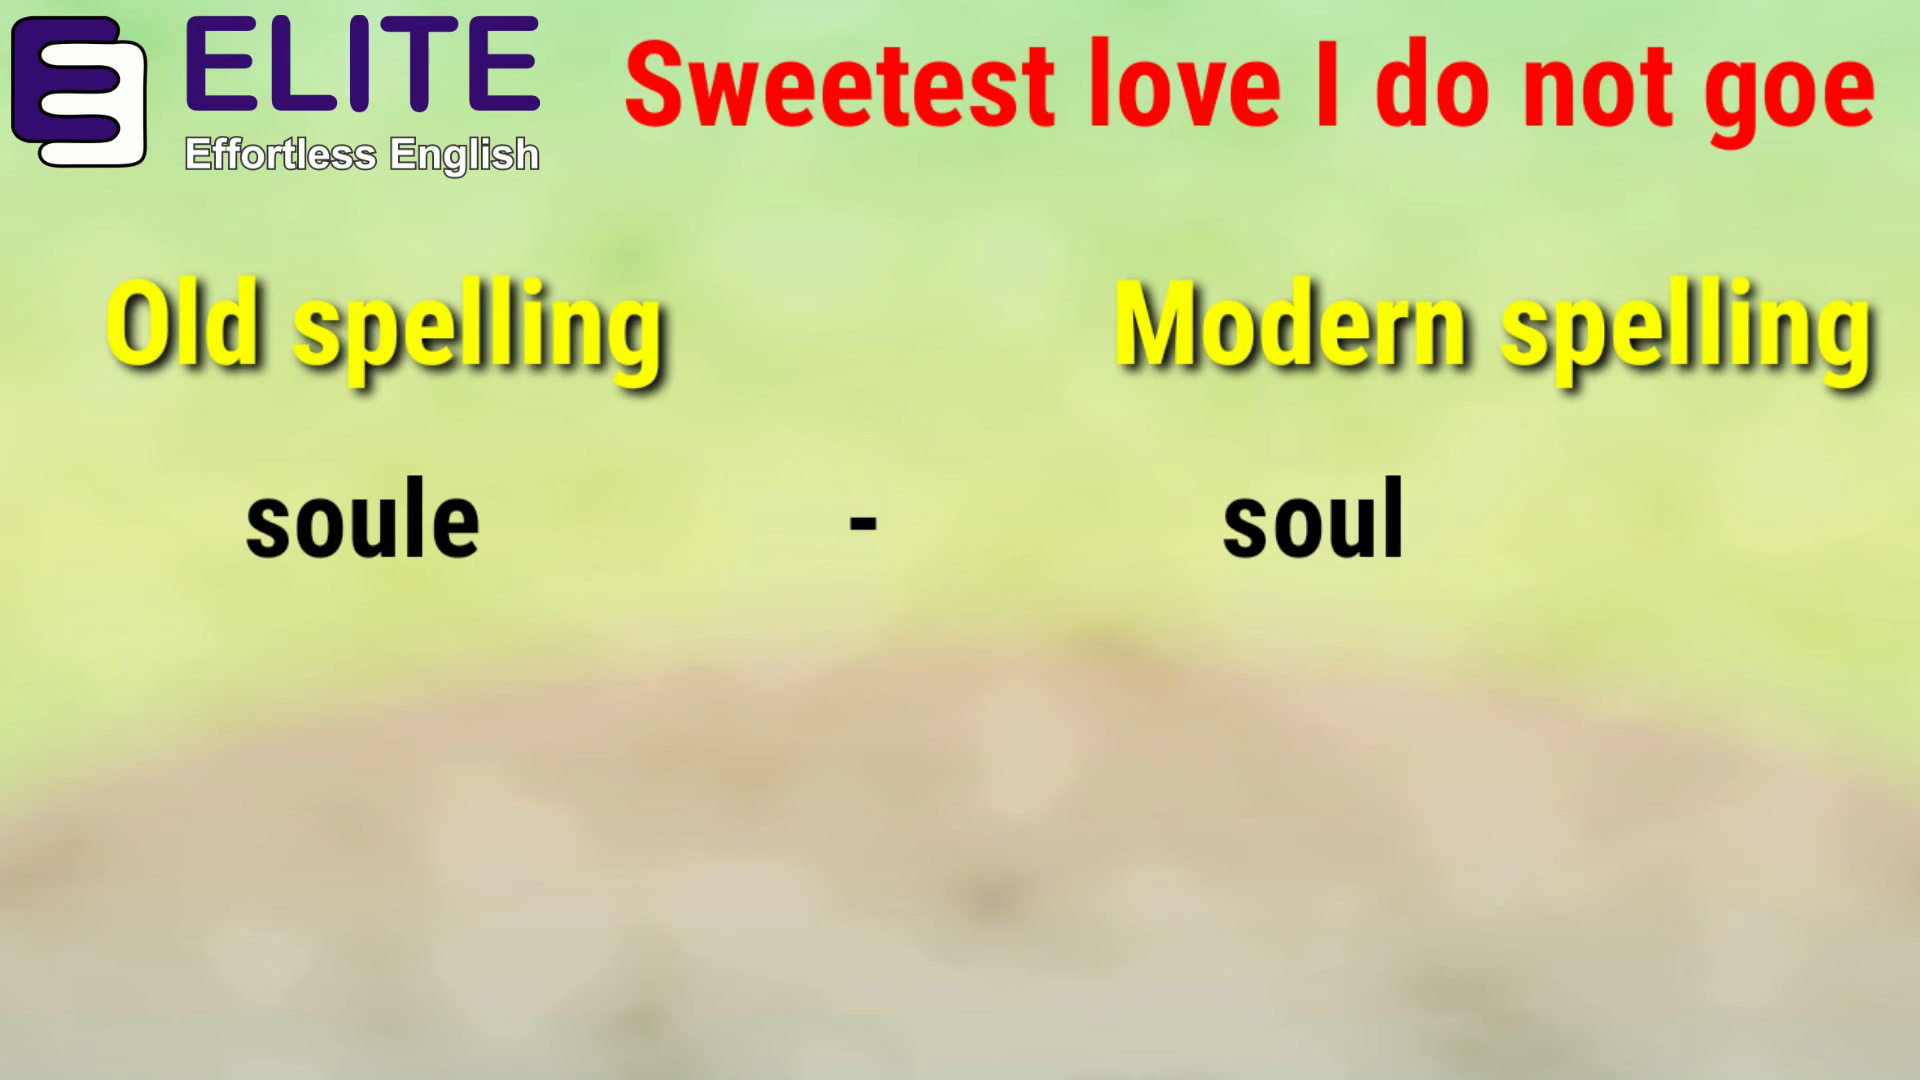 ELITE
Effortless English
Sweetest love I do not goe
Old spelling Modern spelling
soule - soul